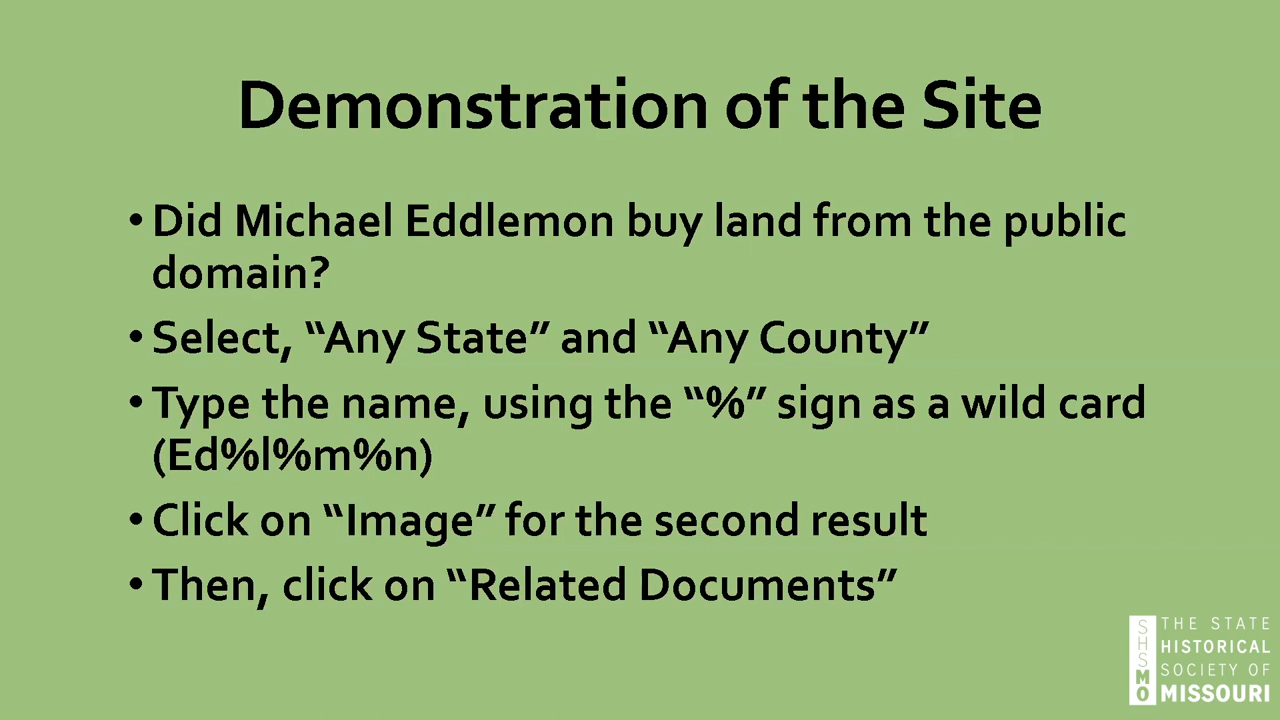 Demonstration of the Site
• Did Michael Eddlemon buy land from the public
domain?
• Select, “Any State” and “Any County”
• Type the name, using the “%” sign as a wild card
(Ed%l%m%n)
• Click on “Image” for the second result
• Then, click on “Related Documents”
SHSMO
THE STATE
HISTORICAL
SOCIETY OF
MISSOURI